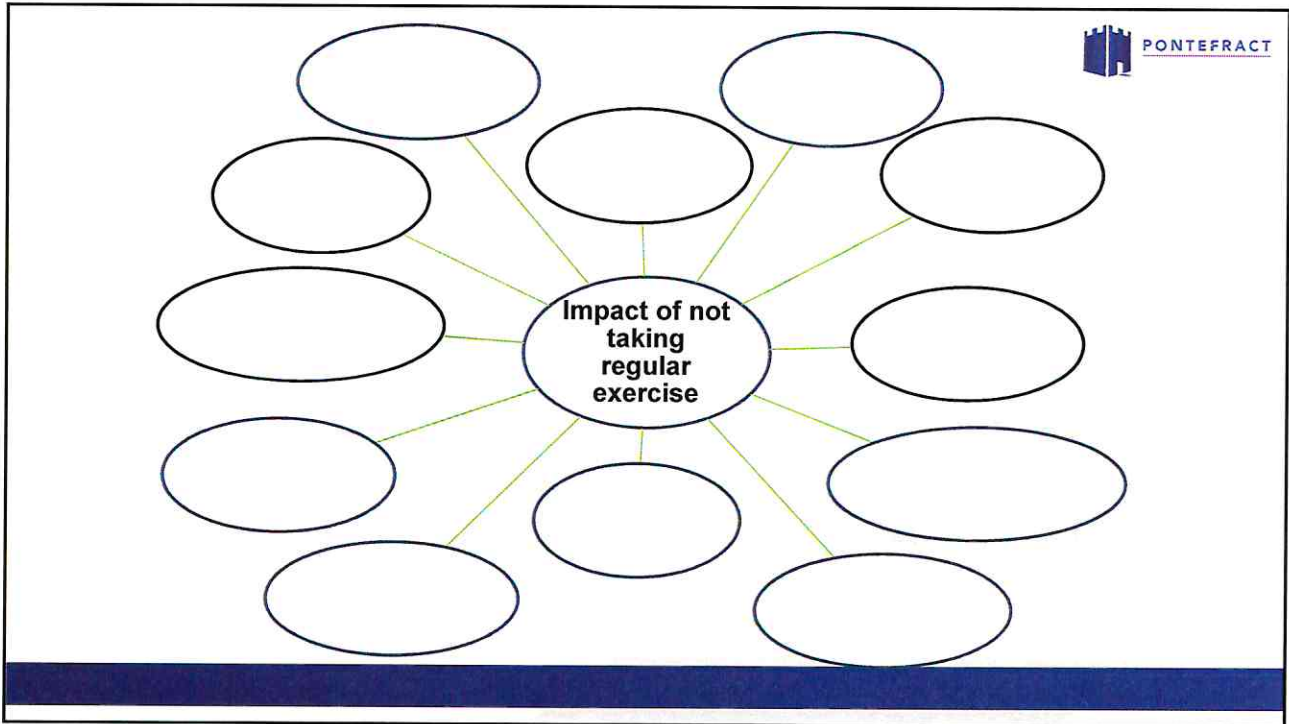 PONTEFRACT
Impact of not
taking
regular
exercise